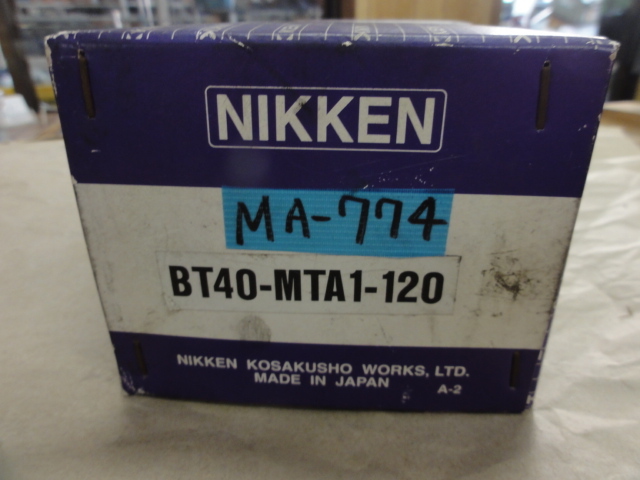 NIKKEN
MA-774
BT40-MTA1-120
NIKKEN KOSAKUSHO WORKS, LTD.
MADE IN JAPAN
A-2